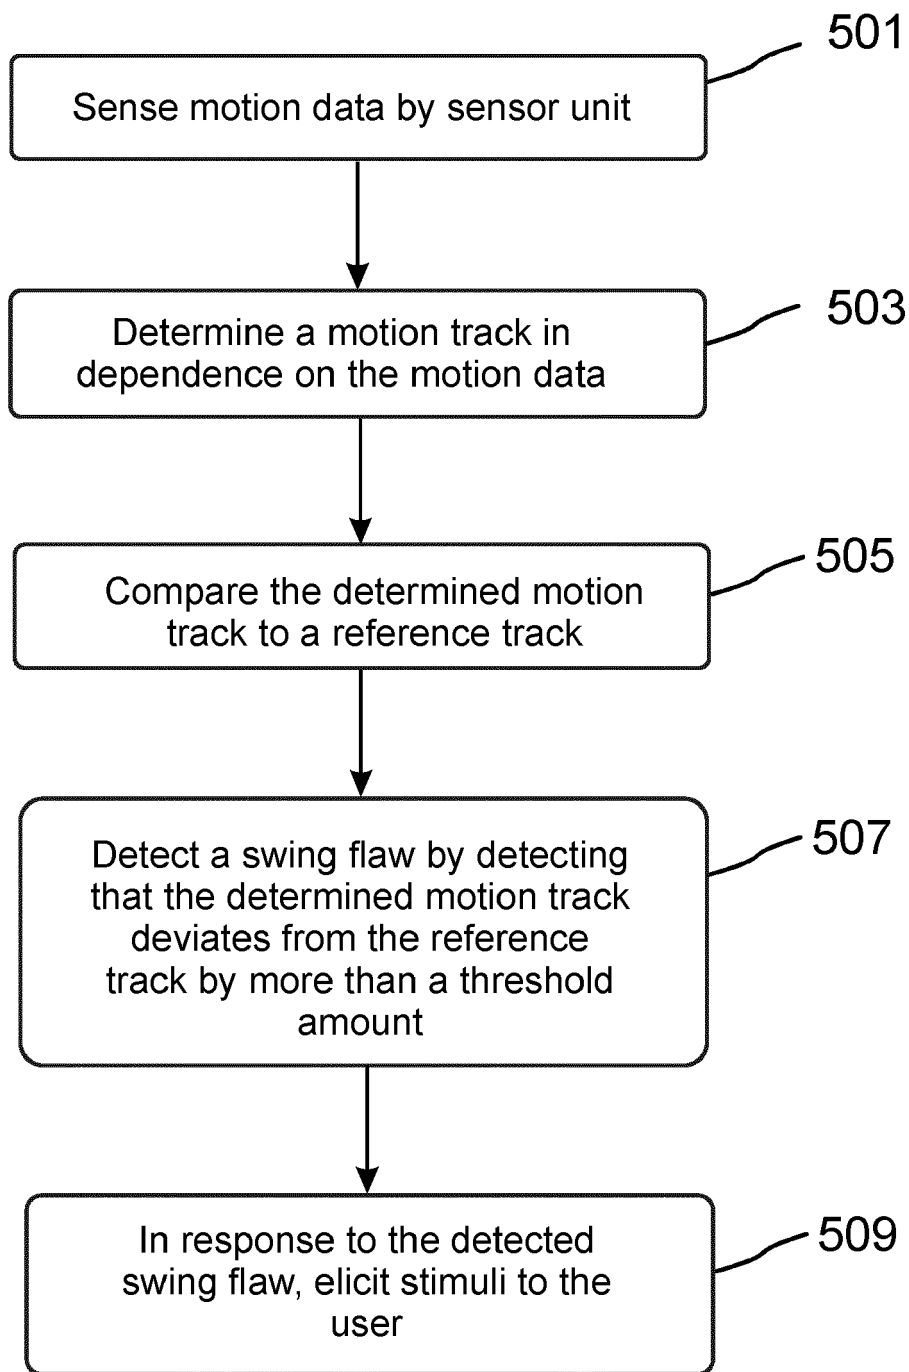 501
Sense motion data by sensor unit
503
Determine a motion track in
dependence on the motion data
505
Compare the determined motion
track to a reference track
507
Detect a swing flaw by detecting
that the determined motion track
deviates from the reference
track by more than a threshold
amount
509
In response to the detected
swing flaw, elicit stimuli to the
user